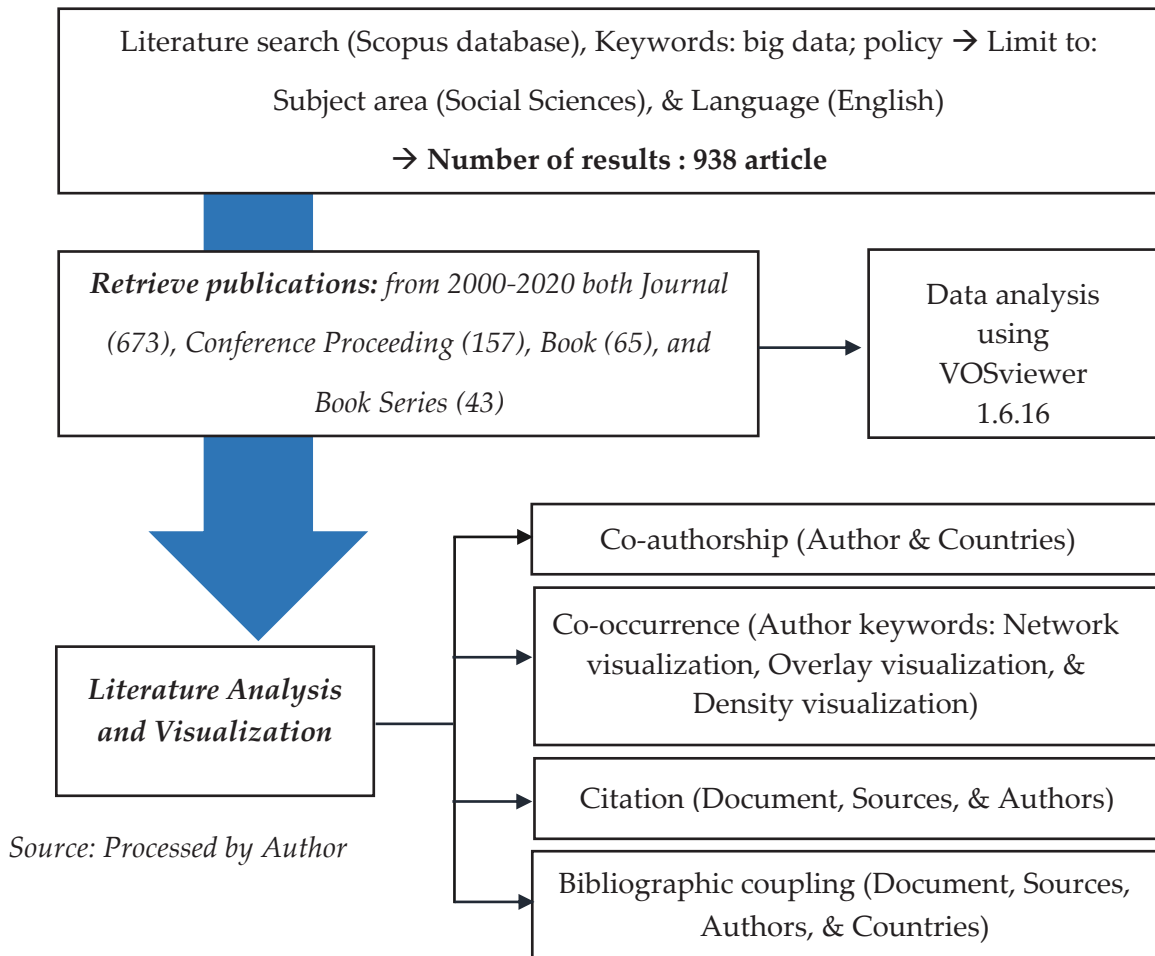 Literature search (Scopus database), Keywords: big data; policy → Limit to:
Subject area (Social Sciences), & Language (English)
→ Number of results : 938 article
Retrieve publications: from 2000-2020 both Journal
(673), Conference Proceeding (157), Book (65), and
Book Series (43)
Data analysis
using
VOSviewer
1.6.16
Literature Analysis
and Visualization
Co-authorship (Author & Countries)
Co-occurrence (Author keywords: Network
visualization, Overlay visualization, &
Density visualization)
Citation (Document, Sources, & Authors)
Bibliographic coupling (Document, Sources,
Authors, & Countries)
Source: Processed by Author